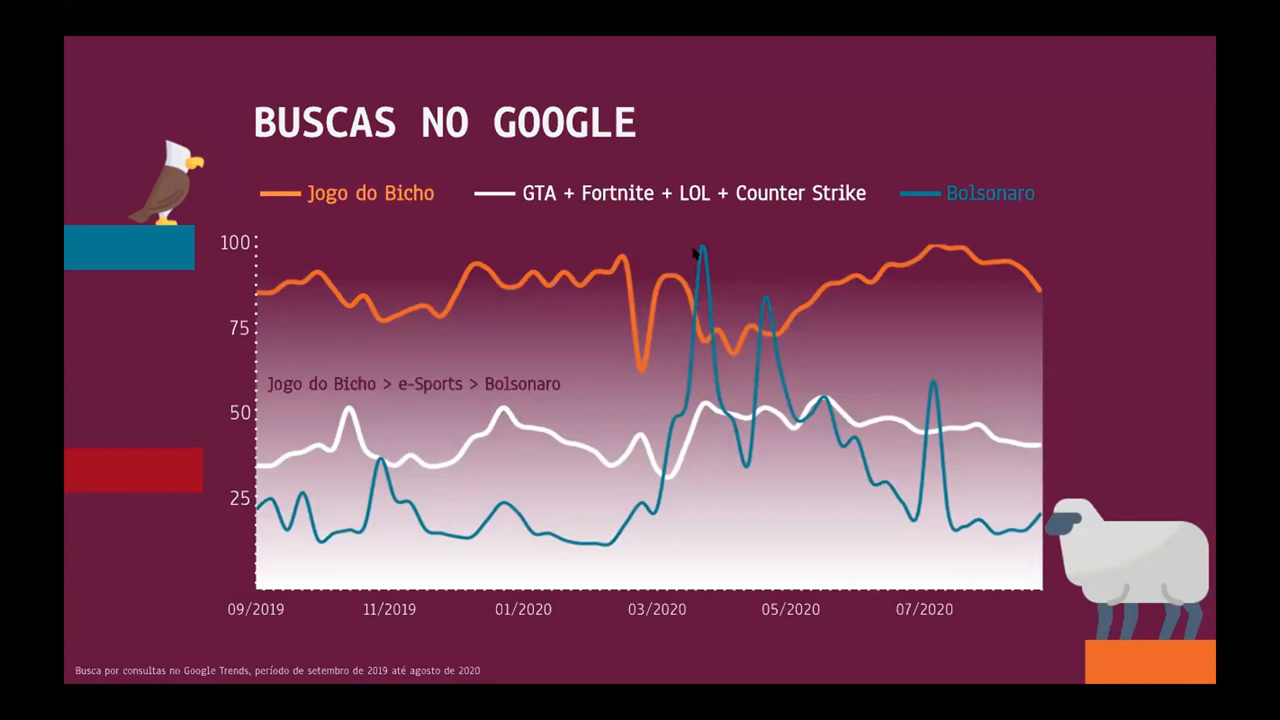 BUSCAS NO GOOGLE
Jogo do Bicho
GTA + Fortnite + LOL + Counter Strike
Bolsonaro
100
75
Jogo do Bicho > e-Sports > Bolsonaro
50
25
09/2019 11/2019 01/2020 03/2020 05/2020 07/2020
Busca por consultas no Google Trends, período de setembro de 2019 até agosto de 2020